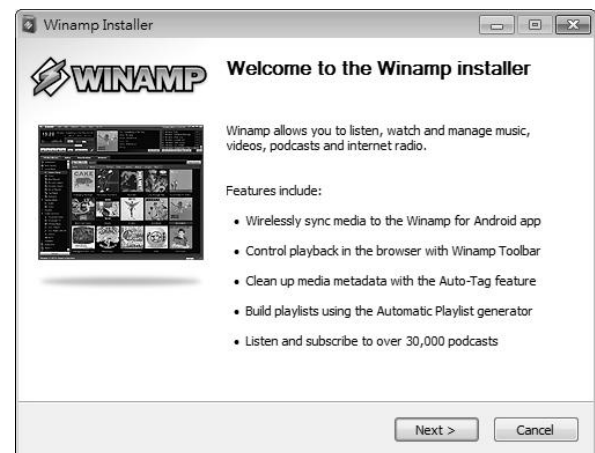 Winamp Installer
WINAMP
Welcome to the Winamp installer
Winamp allows you to listen, watch and manage music,
videos, podcasts and internet radio.
Features include:
• Wirelessly sync media to the Winamp for Android app
• Control playback in the browser with Winamp Toolbar
• Clean up media metadata with the Auto-Tag feature
• Build playlists using the Automatic Playlist generator
• Listen and subscribe to over 30,000 podcasts
Next >
Cancel